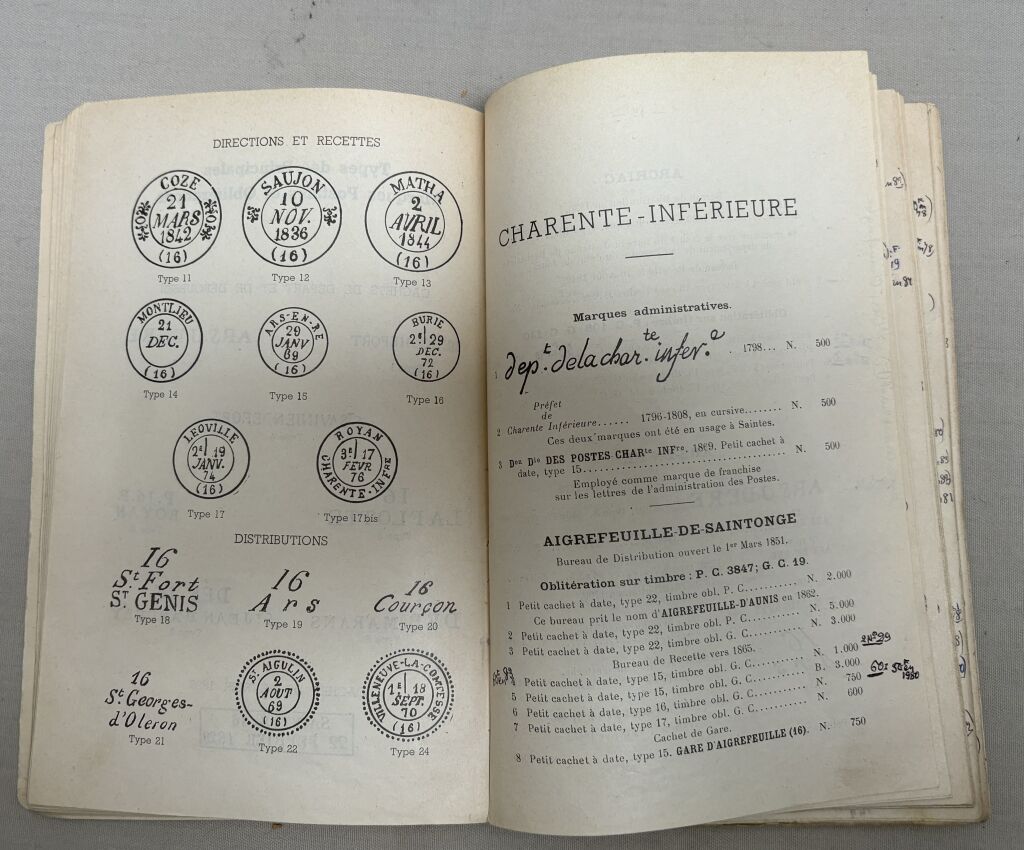 DIRECTIONS ET RECETTES
COZE
21
MARS
1842
(16)
Type 11
SAUJON
10
NOV.
1836
(16)
Type 12
MATHA
2
AVRIL
1844
(16)
Type 13
MONTLIEU
21
DEC.
(16)
Type 14
ARS-EN-RE
29
JANV
69
(16)
Type 15
BURIE
2e 29
DEC.
72
(16)
Type 16
LEOVILLE
2e 19
JANV.
74
(16)
Type 17
ROYAN
3e 17
FEVR
76
CHARENTE-INFRE
Type 17bis
DISTRIBUTIONS
16
St Fort
ST GENIS
Type 18
16
Ars
Type 19
16
Courçon
Type 20
16
St Georges-
d'Oleron
Type 21
ST AIGULIN
2
AOUT
69
(16)
Type 22
VILLENEUVE-LA-COMTESSE
1E 18
SEPT.
70
(16)
Type 24
CHARENTE-INFÉRIEURE
Marques administratives.
1 dept. delachar.te infer.e . 1798... N. 500
Préfet
de
2 Charente Inférieure...... 1796-1808, en cursive....... N. 500
Ces deux marques ont été en usage à Saintes.
3 Don Dle DES POSTES CHARte INFre. 1869. Petit cachet à
date, type 15................................. N. 500
Employé comme marque de franchise
sur les lettres de l'administration des Postes.
AIGREFEUILLE-DE-SAINTONGE
Bureau de Distribution ouvert le 1er Mars 1851.
Oblitération sur timbre : P. C. 3847; G. C. 19.
1 Petit cachet à date, type 22, timbre obl. P. C.......... N. 2.000
Ce bureau prit le nom d'AIGREFEUILLE-D'AUNIS en 1862.
2 Petit cachet à date, type 22, timbre obl. P. C.......... N. 5.000
3 Petit cachet à date, type 22, timbre obl. G. C.......... N. 3.000
Bureau de Recette vers 1865.
Petit cachet à date, type 15, timbre obl. G. C.......... N. 1.000
5 Petit cachet à date, type 15, timbre obl. G. C.......... B. 3.000
6 Petit cachet à date, type 16, timbre obl. G. C.......... N. 750
7 Petit cachet à date, type 17, timbre obl. G. C.......... N. 600
Cachet de Gare.
8 Petit cachet à date, type 15. GARE D'AIGREFEUILLE (16). N. 750
1980